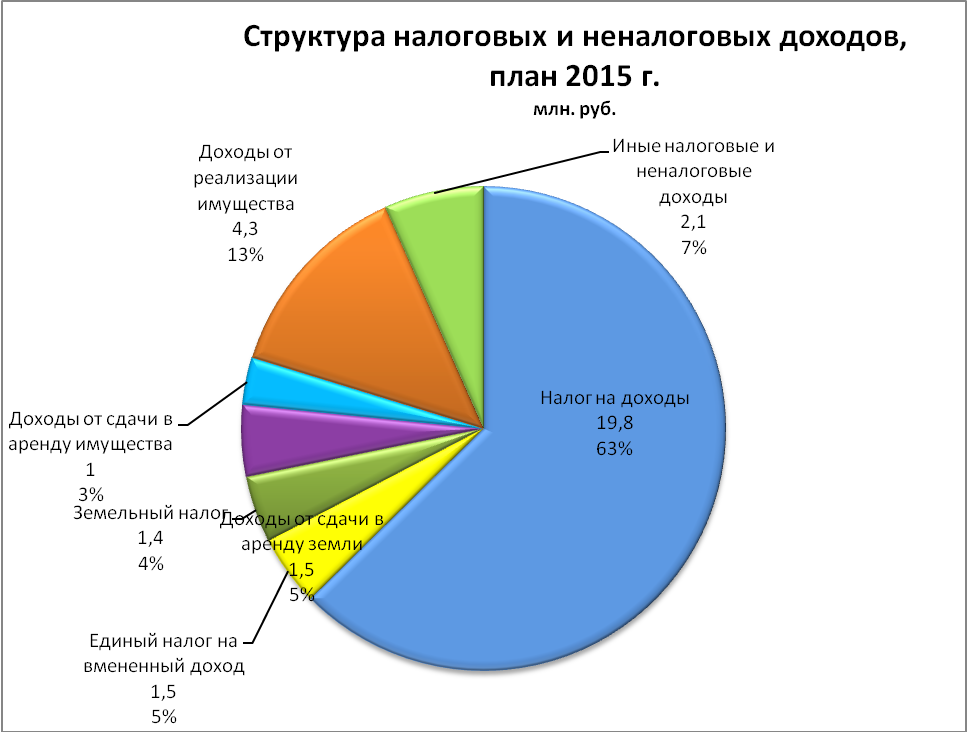 Структура налоговых и неналоговых доходов,
план 2015 г.
млн. руб.
Доходы от
реализации
имущества
4,3
13%
Иные налоговые и
неналоговые
доходы
2,1
7%
Налог на доходы
19,8
63%
Доходы от сдачи в
аренду имущества
1
3%
Земельный налог
1,4
4%
Доходы от сдачи в
аренду земли
1,5
5%
Единый налог на
вмененный доход
1,5
5%